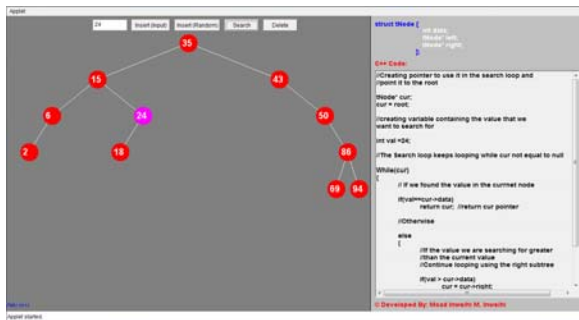 Applet
24
Insert (Input)
Insert (Random)
Search
Delete
35
15
43
6
24
50
2
18
86
69
94
struct tNode {
int data;
tNode* left;
tNode* right;
};
C++ Code:
//Creating pointer to use it in the search loop and
//point it to the root
tNode* cur;
cur = root;
//creating variable containing the value that we
want to search for
int val =24;
//The Search loop keeps looping while cur not equal to null
While(cur)
{
// If we found the value in the currnet node
if(val==cur->data)
return cur; //return cur pointer
//Otherwise
else
{
//If the value we are searching for greater
//than the current value
//Continue looping using the right subtree
if(val > cur->data)
cur = cur->right;
© Developed By: Moad Inweiht M. Inweiht
Applet started.